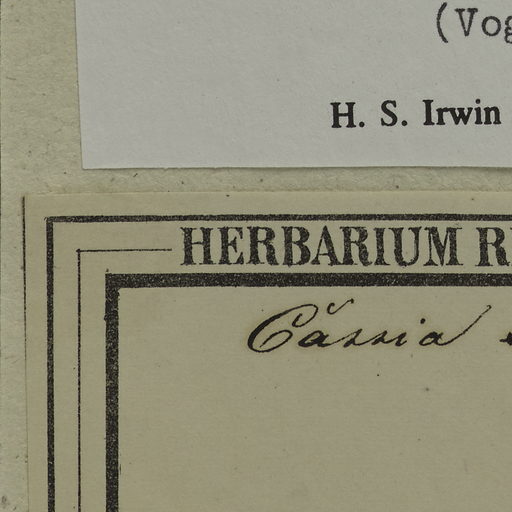 (Vog
H. S. Irwin
HERBARIUM R
Cassia